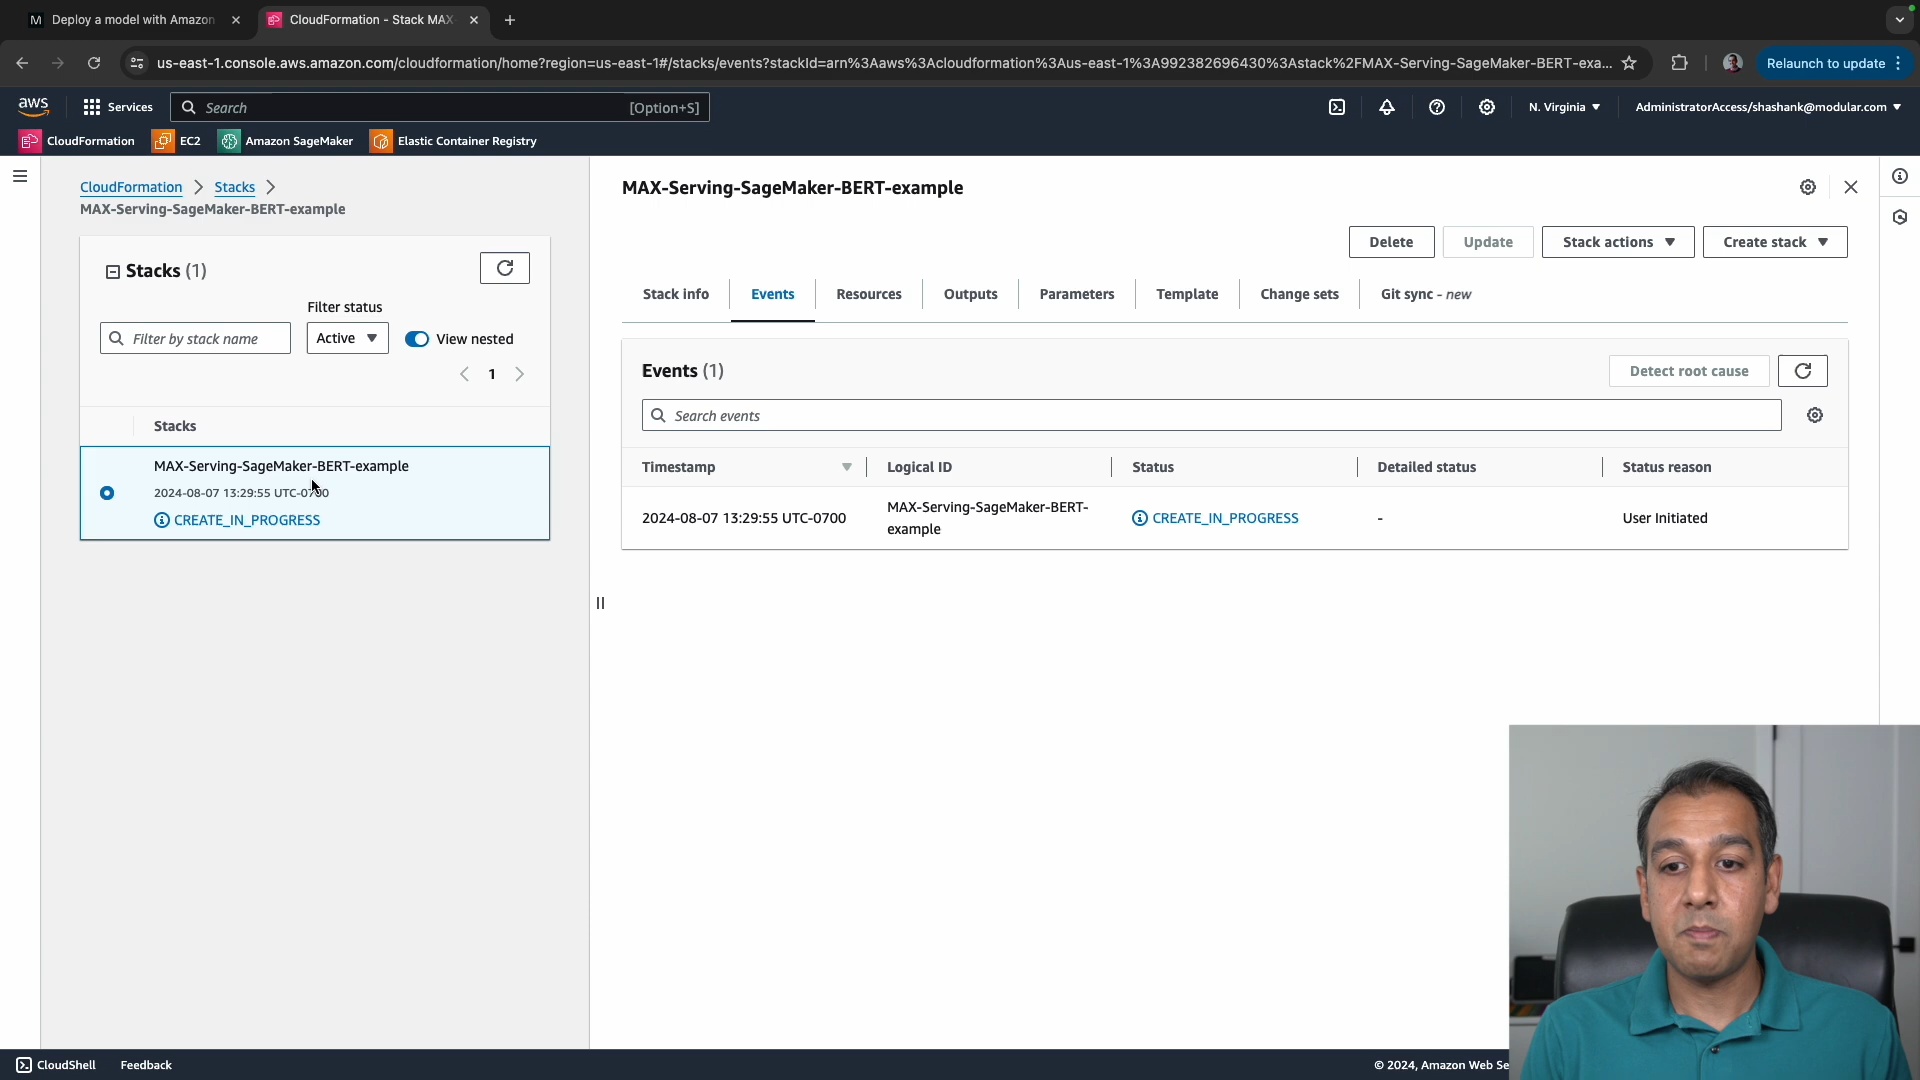 M Deploy a model with Amazon
CloudFormation - Stack MAX-
us-east-1.console.aws.amazon.com/cloudformation/home?region=us-east-1#/stacks/events?stackId=arn%3Aaws%3Acloudformation%3Aus-east-1%3A992382696430%3Astack%2FMAX-Serving-SageMaker-BERT-exa...
Relaunch to update
aws
Services
Search
[Option+S]
N. Virginia
AdministratorAccess/shashank@modular.com
CloudFormation
EC2
Amazon SageMaker
Elastic Container Registry
CloudFormation
Stacks
MAX-Serving-SageMaker-BERT-example
Stacks (1)
Filter status
Filter by stack name
Active
View nested
1
Stacks
MAX-Serving-SageMaker-BERT-example
2024-08-07 13:29:55 UTC-0700
CREATE_IN_PROGRESS
MAX-Serving-SageMaker-BERT-example
Delete
Update
Stack actions
Create stack
Stack info
Events
Resources
Outputs
Parameters
Template
Change sets
Git sync - new
Events (1)
Detect root cause
Search events
Timestamp
Logical ID
Status
Detailed status
Status reason
2024-08-07 13:29:55 UTC-0700
MAX-Serving-SageMaker-BERT-
example
CREATE_IN_PROGRESS
-
User Initiated
CloudShell
Feedback
© 2024, Amazon Web Se